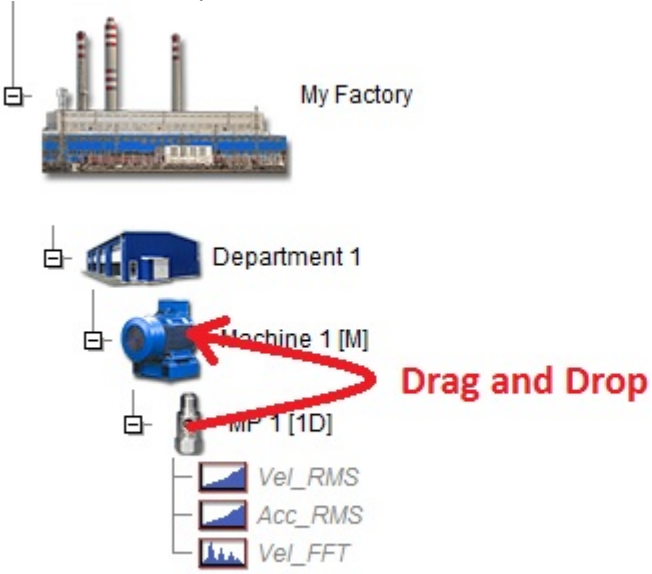 My Factory
Department 1
Machine 1 [M]
Drag and Drop
MP 1 [1D]
Vel_RMS
Acc_RMS
Vel_FFT